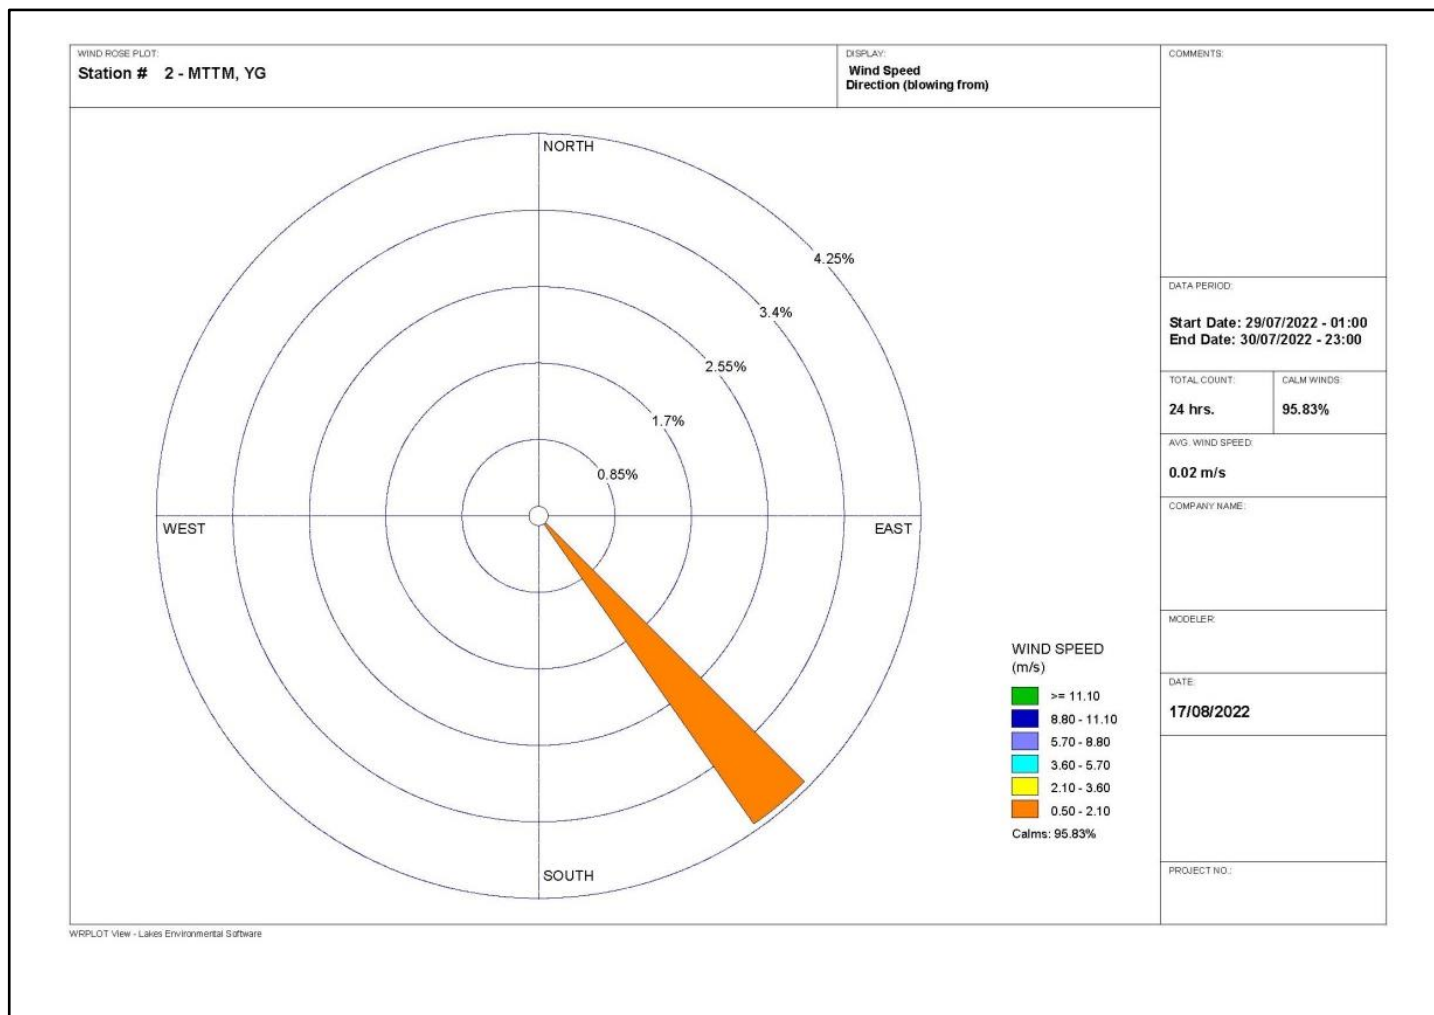 WIND ROSE PLOT:
Station # 2 - MTTM, YG
DISPLAY:
Wind Speed
Direction (blowing from)
COMMENTS:
NORTH
4.25%
3.4%
2.55%
1.7%
0.85%
WEST
EAST
SOUTH
WIND SPEED
(m/s)
>= 11.10
8.80 - 11.10
5.70 - 8.80
3.60 - 5.70
2.10 - 3.60
0.50 - 2.10
Calms: 95.83%
DATA PERIOD:
Start Date: 29/07/2022 - 01:00
End Date: 30/07/2022 - 23:00
TOTAL COUNT:
24 hrs.
CALM WINDS:
95.83%
AVG. WIND SPEED:
0.02 m/s
COMPANY NAME:
MODELER:
DATE:
17/08/2022
PROJECT NO.:
WRPLOT View - Lakes Environmental Software